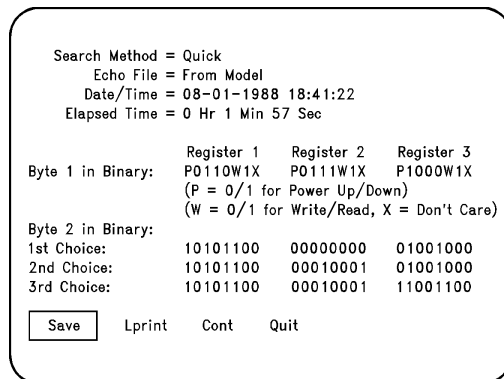 Search Method = Quick
Echo File = From Model
Date/Time = 08-01-1988 18:41:22
Elapsed Time = 0 Hr 1 Min 57 Sec
Register 1 Register 2 Register 3
Byte 1 in Binary: P0110W1X P0111W1X P1000W1X
(P = 0/1 for Power Up/Down)
(W = 0/1 for Write/Read, X = Don't Care)
Byte 2 in Binary:
1st Choice: 10101100 00000000 01001000
2nd Choice: 10101100 00010001 01001000
3rd Choice: 10101100 00010001 11001100
Save Lprint Cont Quit